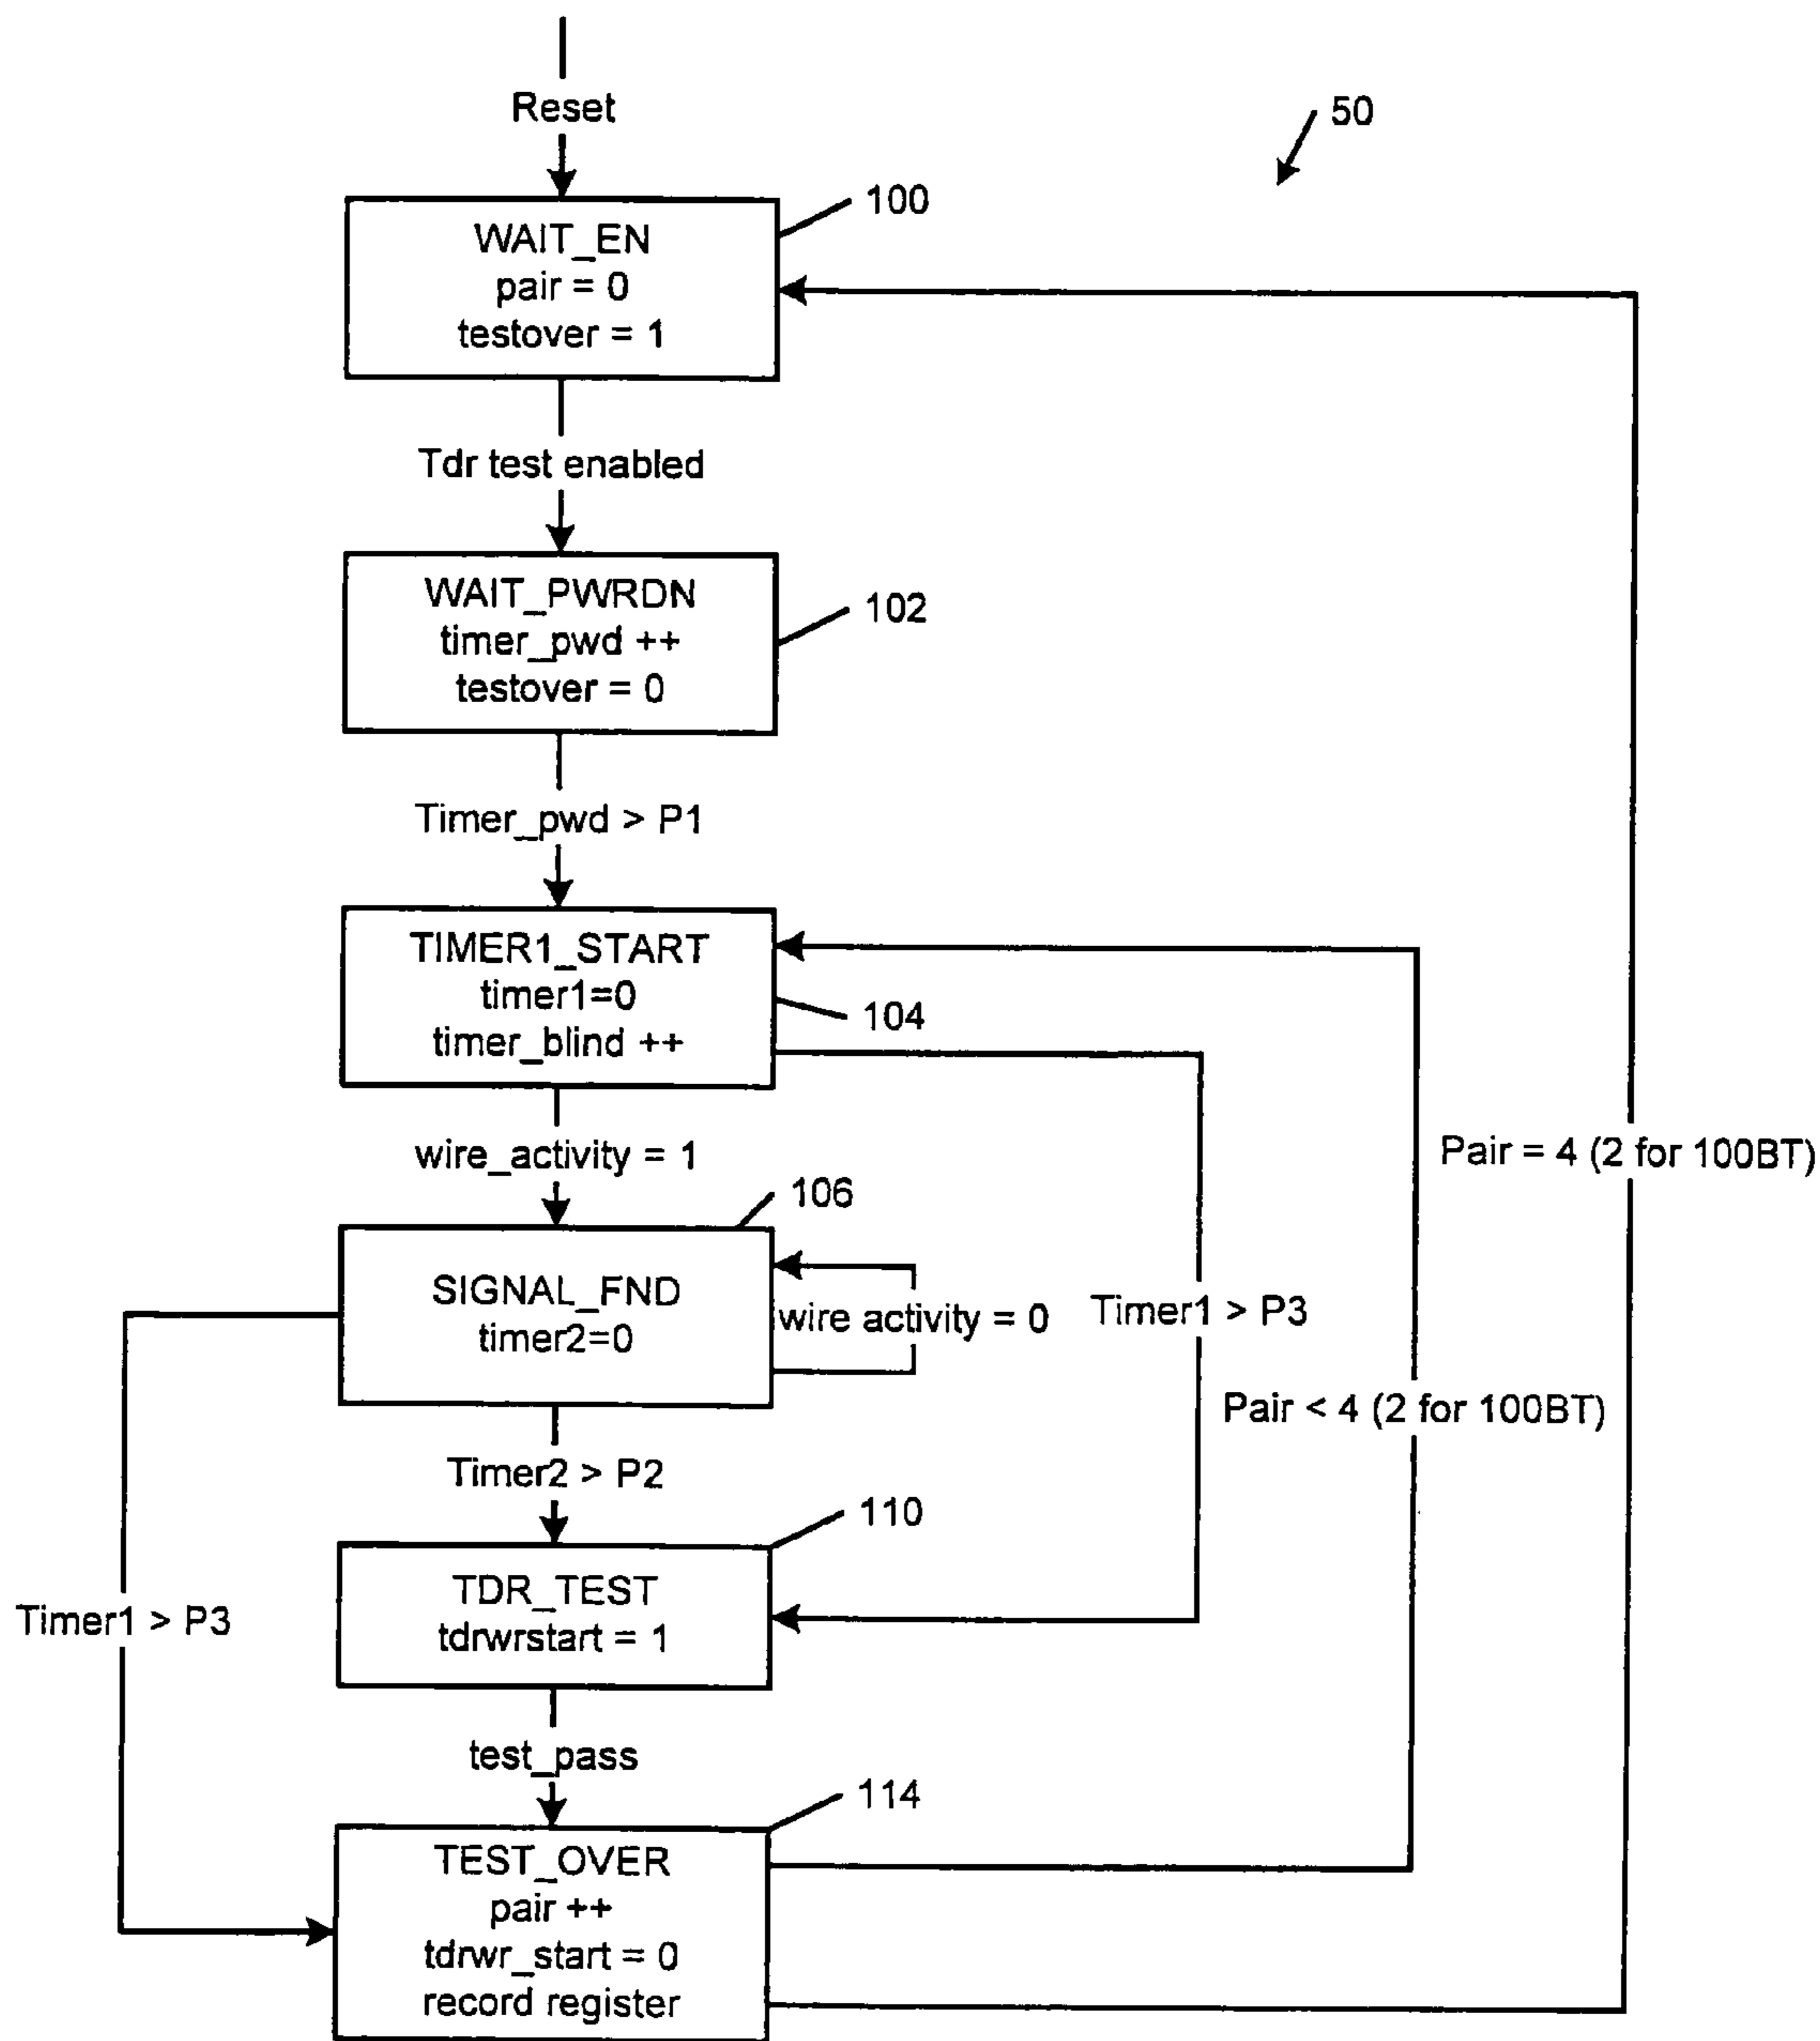 Reset
50
100
WAIT_EN
pair = 0
testover = 1
Tdr test enabled
WAIT_PWRDN
timer_pwd ++
testover = 0
102
Timer_pwd > P1
TIMER1_START
timer1=0
timer_blind ++
104
wire_activity = 1
Pair = 4 (2 for 100BT)
106
SIGNAL_FND
timer2=0
wire activity = 0
Timer1 > P3
Pair < 4 (2 for 100BT)
Timer2 > P2
110
TDR_TEST
tdrwrstart = 1
Timer1 > P3
test_pass
114
TEST_OVER
pair ++
tdrwr_start = 0
record register